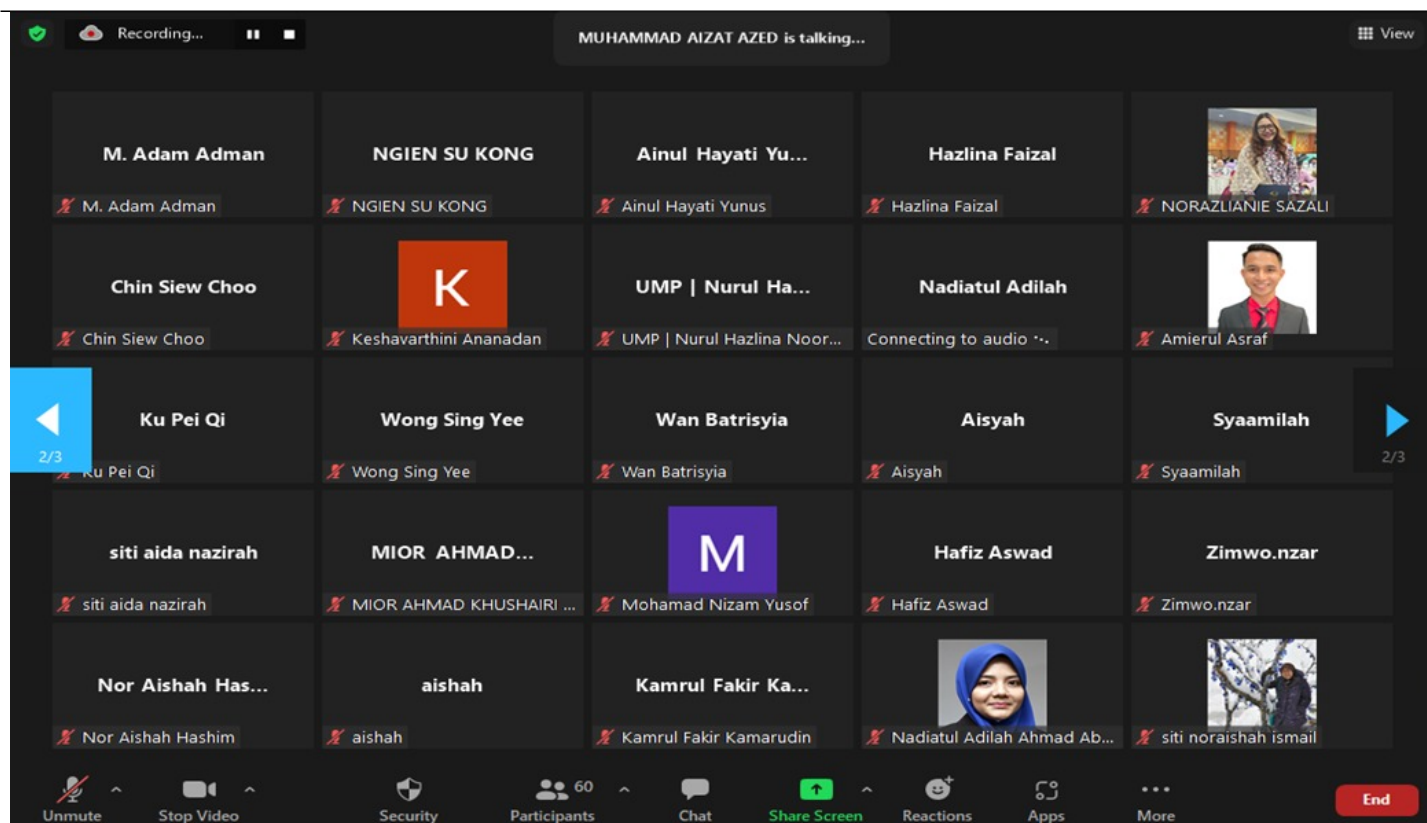 Recording...
MUHAMMAD AIZAT AZED is talking...
View
M. Adam Adman
NGIEN SU KONG
Ainul Hayati Yu...
Hazlina Faizal
M. Adam Adman
NGIEN SU KONG
Ainul Hayati Yunus
Hazlina Faizal
NORAZLIANIE SAZALI
Chin Siew Choo
K
UMP | Nurul Ha...
Nadiatul Adilah
Chin Siew Choo
Keshavarthini Ananadan
UMP | Nurul Hazlina Noor...
Connecting to audio ...
Amierul Asraf
Ku Pei Qi
Wong Sing Yee
Wan Batrisyia
Aisyah
Syaamilah
2/3
2/3
Ku Pei Qi
Wong Sing Yee
Wan Batrisyia
Aisyah
Syaamilah
siti aida nazirah
MIOR AHMAD...
M
Hafiz Aswad
Zimwo.nzar
siti aida nazirah
MIOR AHMAD KHUSHAIRI ...
Mohamad Nizam Yusof
Hafiz Aswad
Zimwo.nzar
Nor Aishah Has...
aishah
Kamrul Fakir Ka...
Nor Aishah Hashim
aishah
Kamrul Fakir Kamarudin
Nadiatul Adilah Ahmad Ab...
siti noraishah ismail
60
Unmute
Stop Video
Security
Participants
Chat
Share Screen
Reactions
Apps
More
End